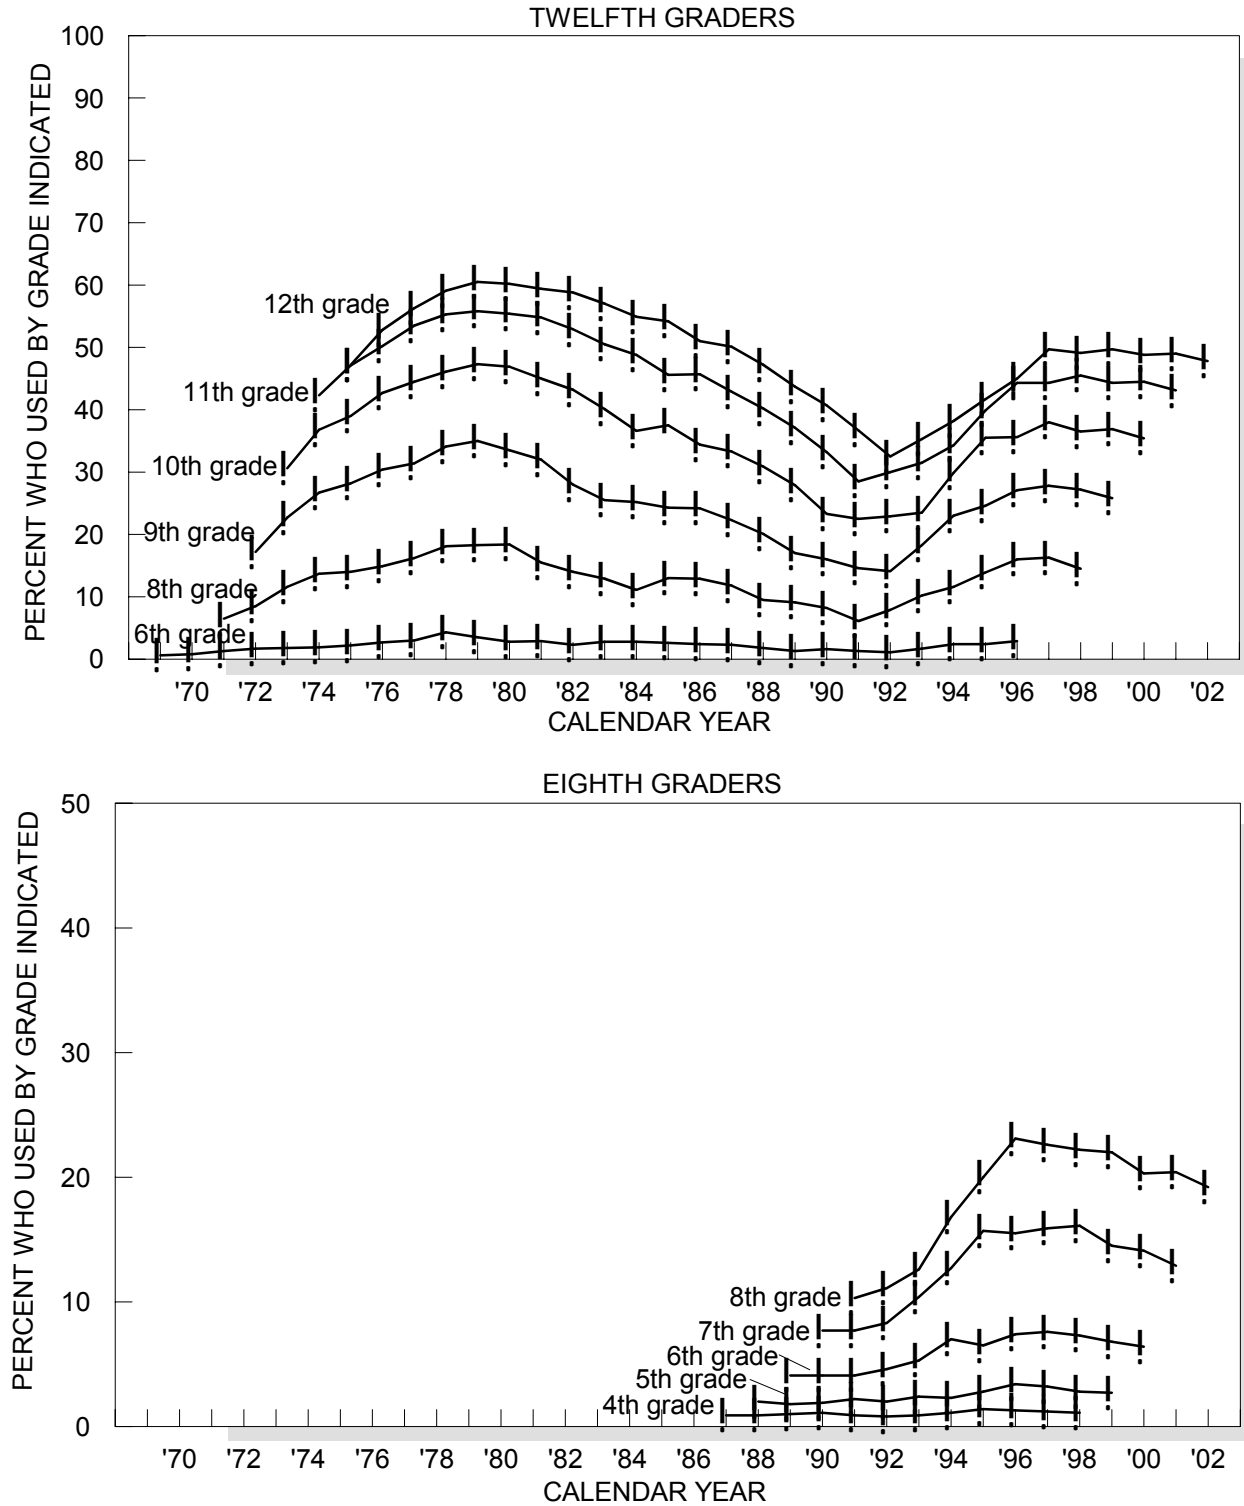 TWELFTH GRADERS
PERCENT WHO USED BY GRADE INDICATED
100
90
80
70
60
50
40
30
20
10
0
12th grade
11th grade
10th grade
9th grade
8th grade
6th grade
'70 '72 '74 '76 '78 '80 '82 '84 '86 '88 '90 '92 '94 '96 '98 '00 '02
CALENDAR YEAR
EIGHTH GRADERS
PERCENT WHO USED BY GRADE INDICATED
50
40
30
20
10
0
8th grade
7th grade
6th grade
5th grade
4th grade
'70 '72 '74 '76 '78 '80 '82 '84 '86 '88 '90 '92 '94 '96 '98 '00 '02
CALENDAR YEAR